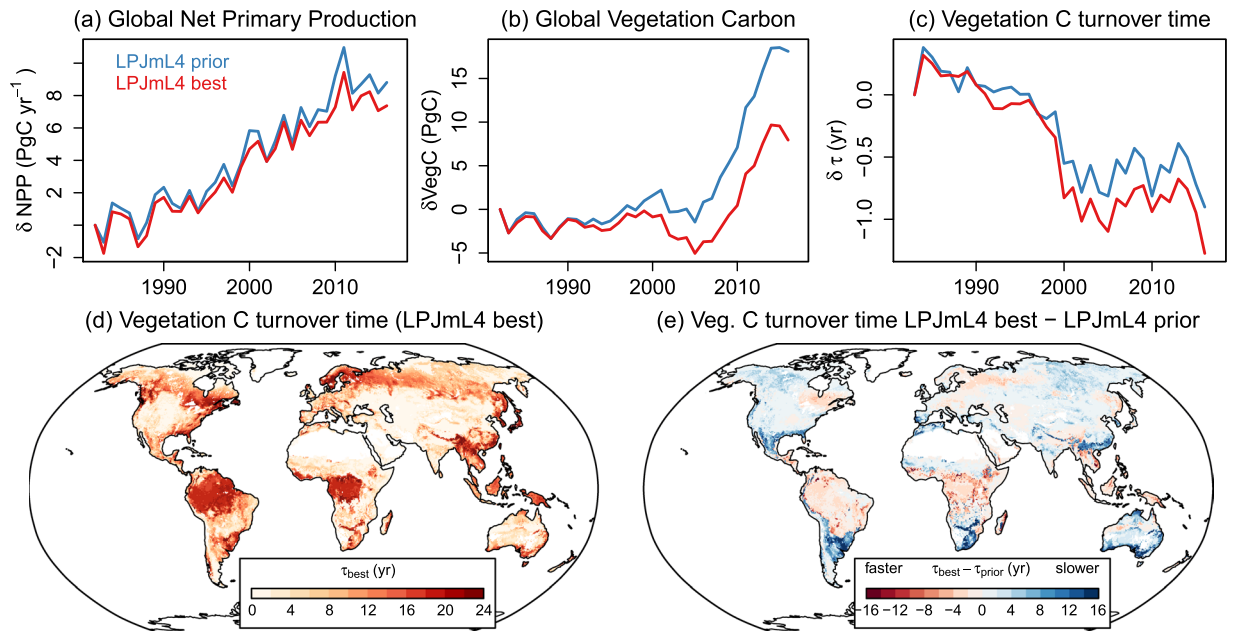 (a) Global Net Primary Production
LPJmL4 prior
LPJmL4 best
δ NPP (PgC yr⁻¹ )
8
6
4
2
0
−2
1990 2000 2010
(b) Global Vegetation Carbon
δVegC (PgC)
15
10
5
0
−5
1990 2000 2010
(c) Vegetation C turnover time
δ τ (yr)
0.0
−0.5
−1.0
1990 2000 2010
(d) Vegetation C turnover time (LPJmL4 best)
τbest (yr)
0 4 8 12 16 20 24
(e) Veg. C turnover time LPJmL4 best − LPJmL4 prior
faster τbest − τprior (yr) slower
−16 −12 −8 −4 0 4 8 12 16